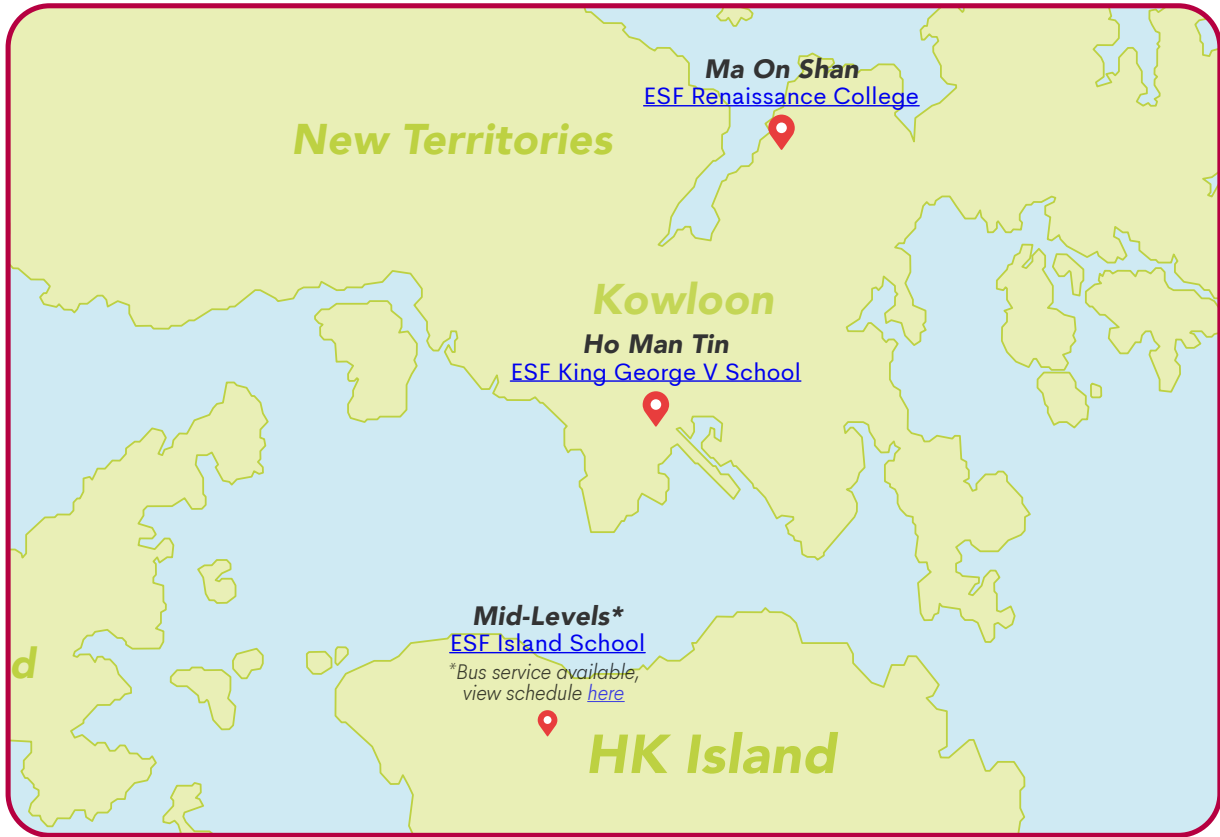 Ma On Shan
ESF Renaissance College
New Territories
Kowloon
Ho Man Tin
ESF King George V School
Mid-Levels*
ESF Island School
d
*Bus service available,
view schedule here
HK Island